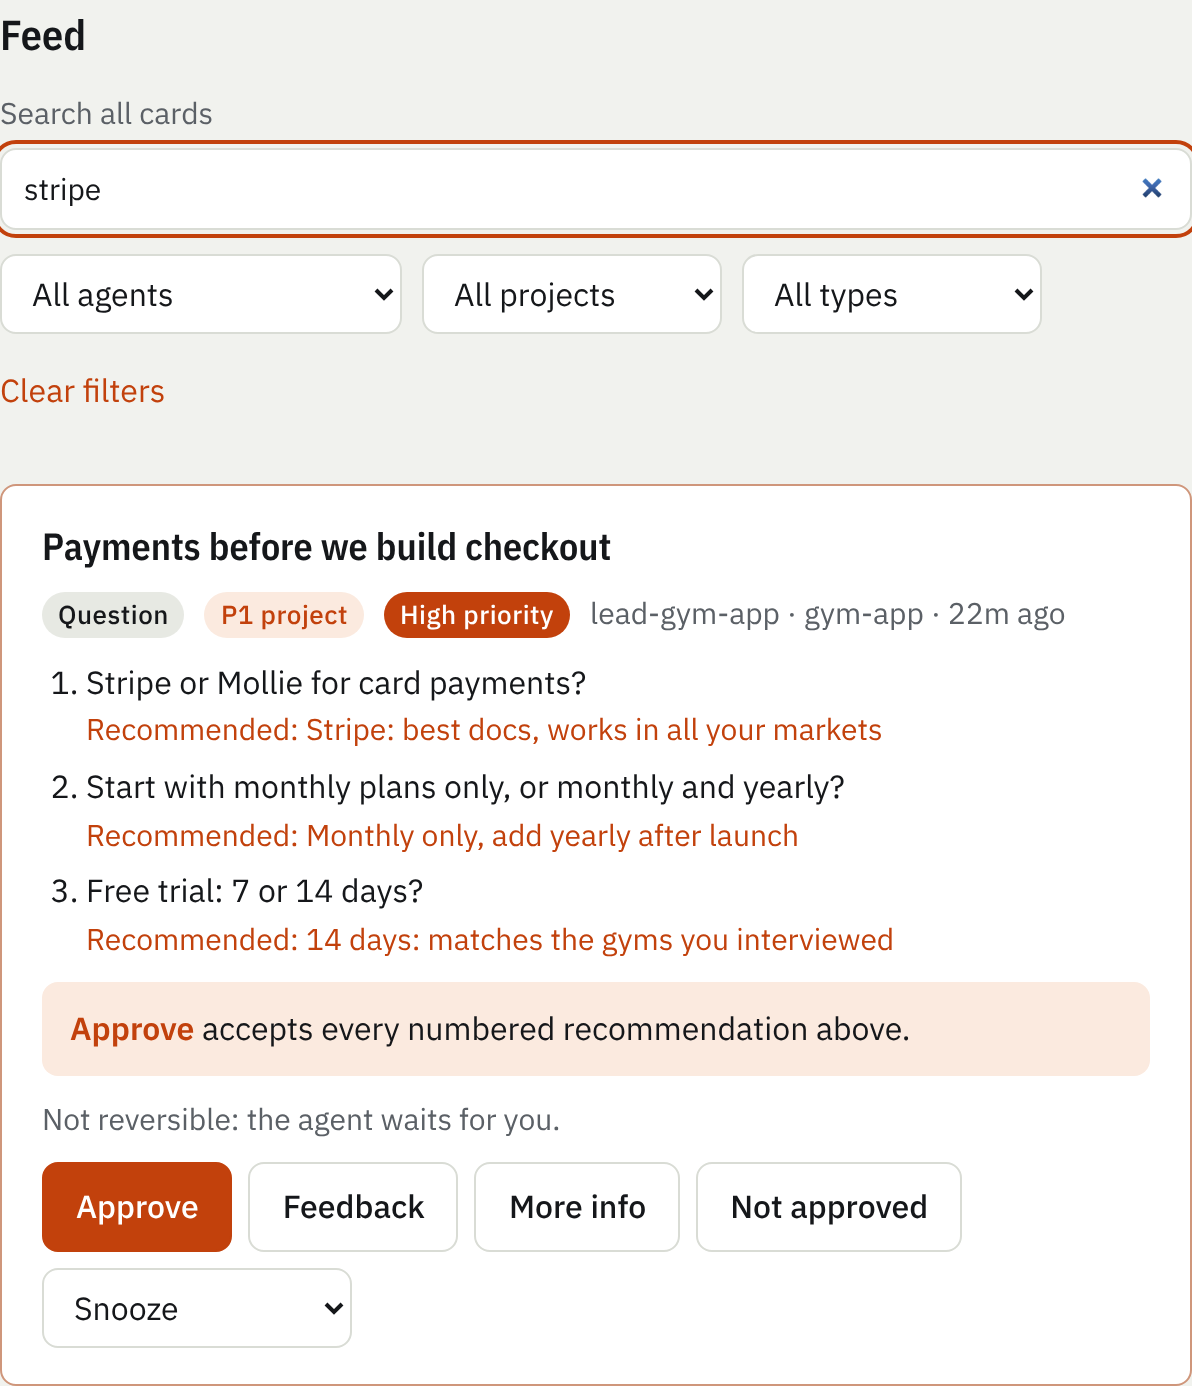 Feed
Search all cards
stripe
All agents
All projects
All types
Clear filters
Payments before we build checkout
Question P1 project High priority lead-gym-app · gym-app · 22m ago
1. Stripe or Mollie for card payments?
Recommended: Stripe: best docs, works in all your markets
2. Start with monthly plans only, or monthly and yearly?
Recommended: Monthly only, add yearly after launch
3. Free trial: 7 or 14 days?
Recommended: 14 days: matches the gyms you interviewed
Approve accepts every numbered recommendation above.
Not reversible: the agent waits for you.
Approve
Feedback
More info
Not approved
Snooze